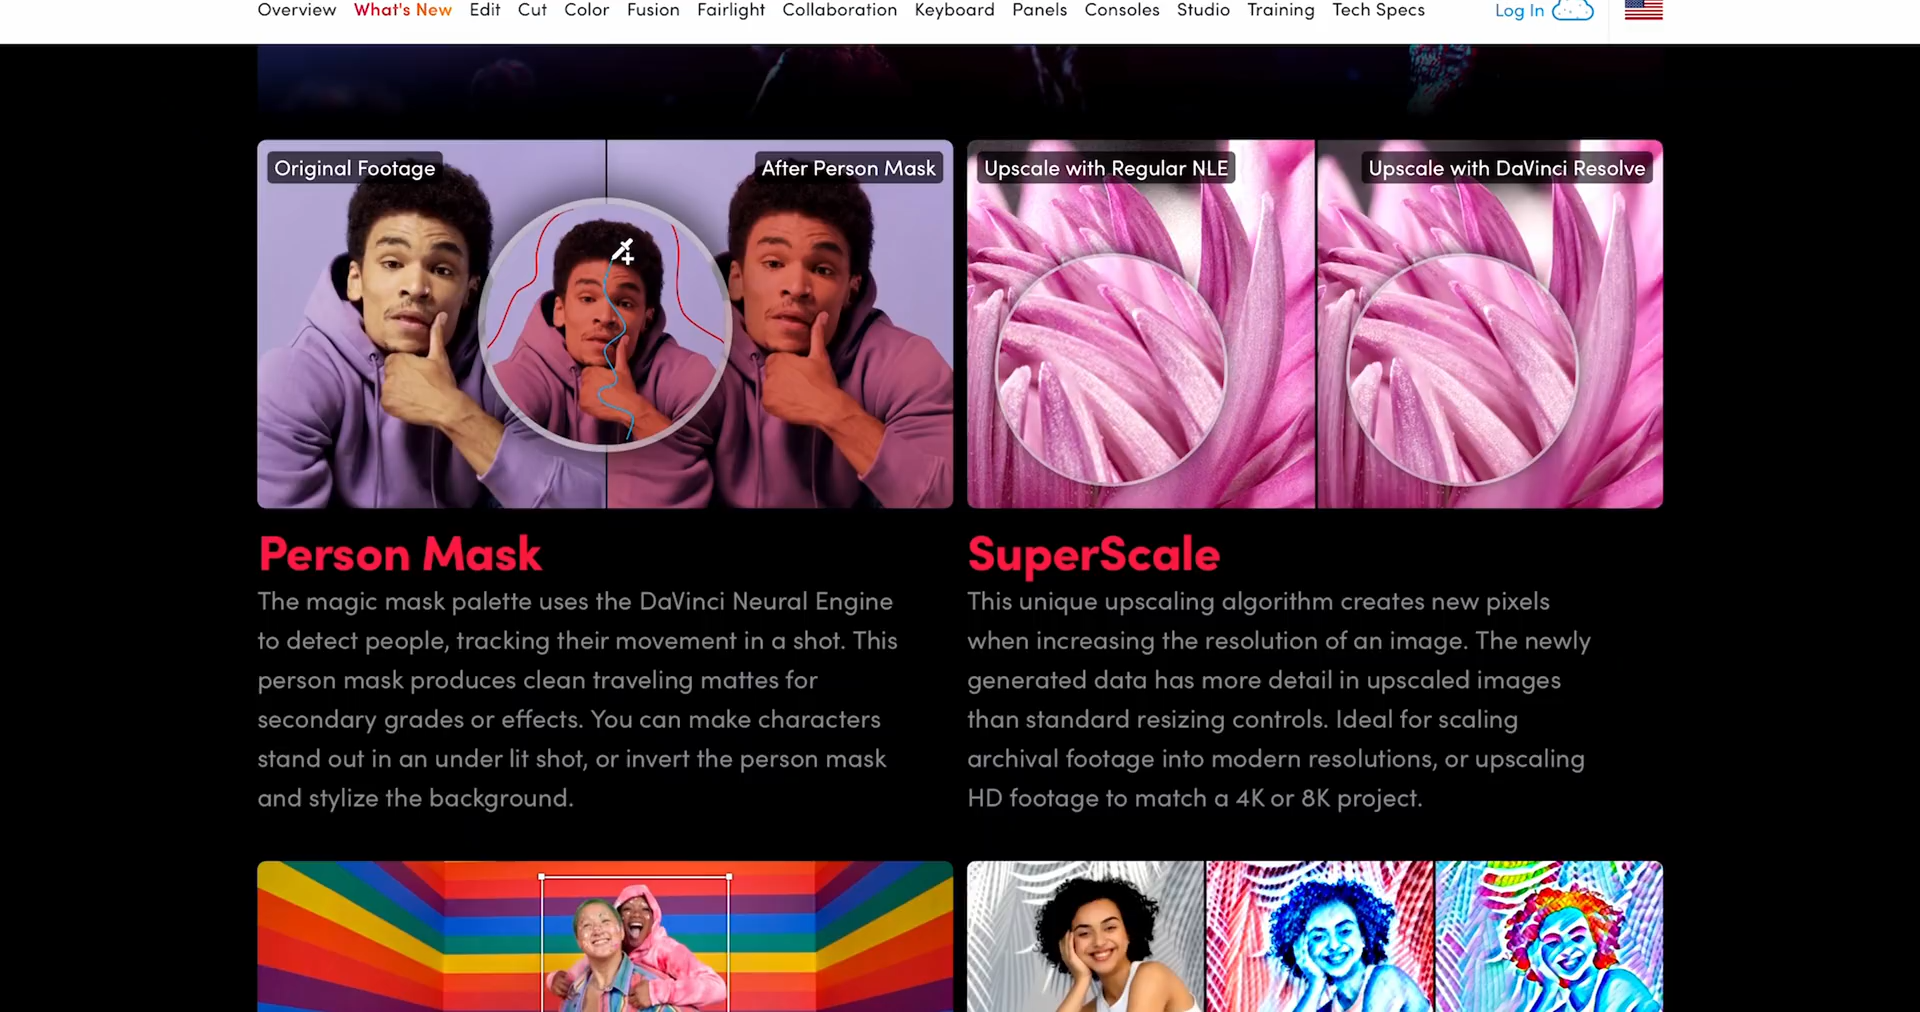 Overview What's New Edit Cut Color Fusion Fairlight Collaboration Keyboard Panels Consoles Studio Training Tech Specs Log In
Original Footage
After Person Mask
Upscale with Regular NLE
Upscale with DaVinci Resolve
Person Mask
The magic mask palette uses the DaVinci Neural Engine
to detect people, tracking their movement in a shot. This
person mask produces clean traveling mattes for
secondary grades or effects. You can make characters
stand out in an under lit shot, or invert the person mask
and stylize the background.
SuperScale
This unique upscaling algorithm creates new pixels
when increasing the resolution of an image. The newly
generated data has more detail in upscaled images
than standard resizing controls. Ideal for scaling
archival footage into modern resolutions, or upscaling
HD footage to match a 4K or 8K project.